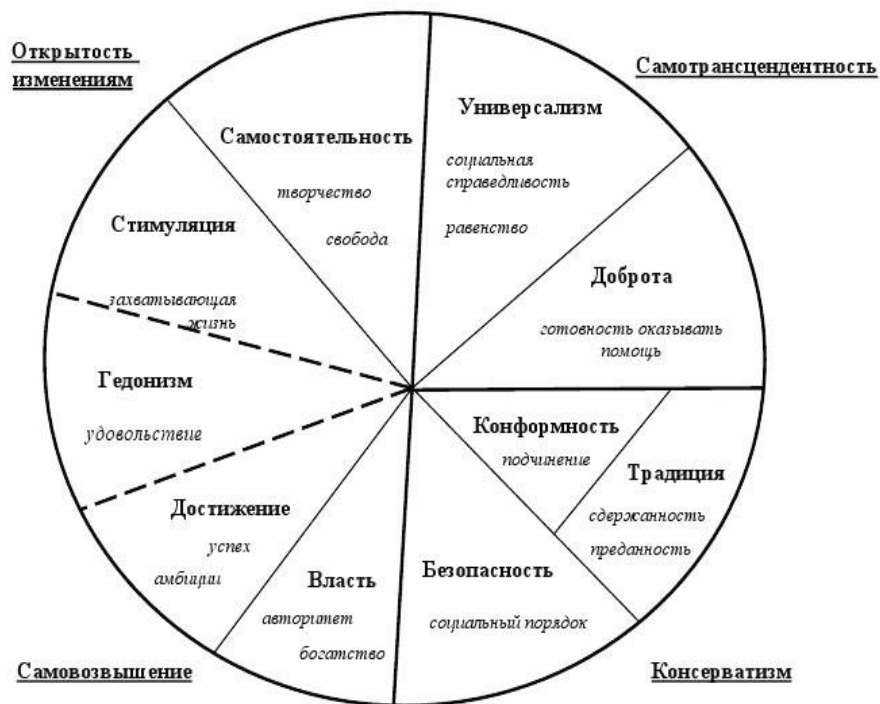 Открытость
изменениям
Самотрансцендентность
Универсализм
Самостоятельность
социальная
справедливость
творчество
равенство
свобода
Стимуляция
Доброта
захватывающая
жизнь
готовность оказывать
помощь
Гедонизм
Конформность
удовольствие
подчинение
Традиция
Достижение
сдержанность
успех
преданность
амбиции
Власть
Безопасность
авторитет
социальный порядок
богатство
Самовозвышение
Консерватизм